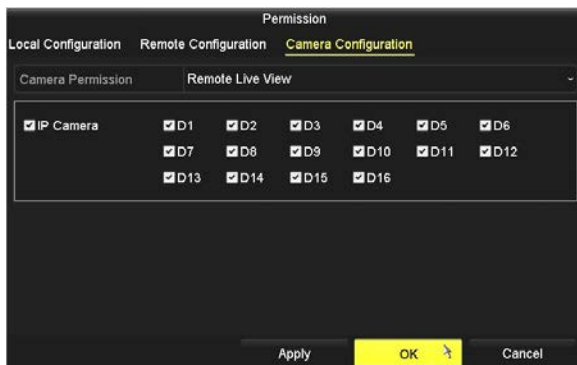 Permission
Local Configuration Remote Configuration Camera Configuration
Camera Permission Remote Live View
IP Camera D1 D2 D3 D4 D5 D6
D7 D8 D9 D10 D11 D12
D13 D14 D15 D16
Apply OK Cancel